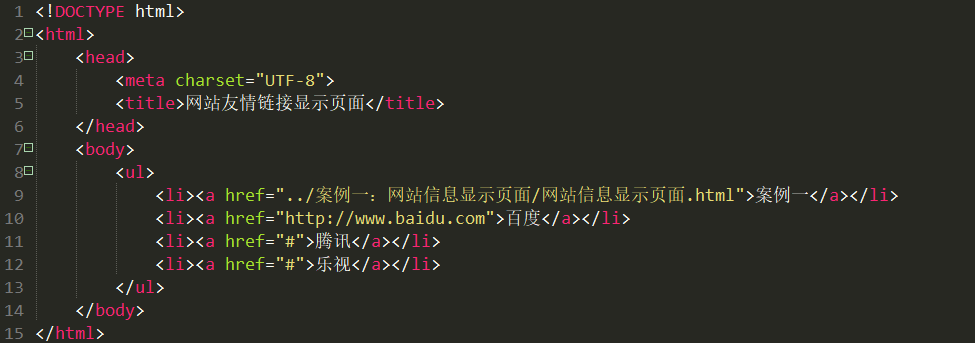 1 <!DOCTYPE html>
2 <html>
3     <head>
4         <meta charset="UTF-8">
5         <title>网站友情链接显示页面</title>
6     </head>
7     <body>
8         <ul>
9             <li><a href="../案例一：网站信息显示页面/网站信息显示页面.html">案例一</a></li>
10             <li><a href="http://www.baidu.com">百度</a></li>
11             <li><a href="#">腾讯</a></li>
12             <li><a href="#">乐视</a></li>
13         </ul>
14     </body>
15 </html>